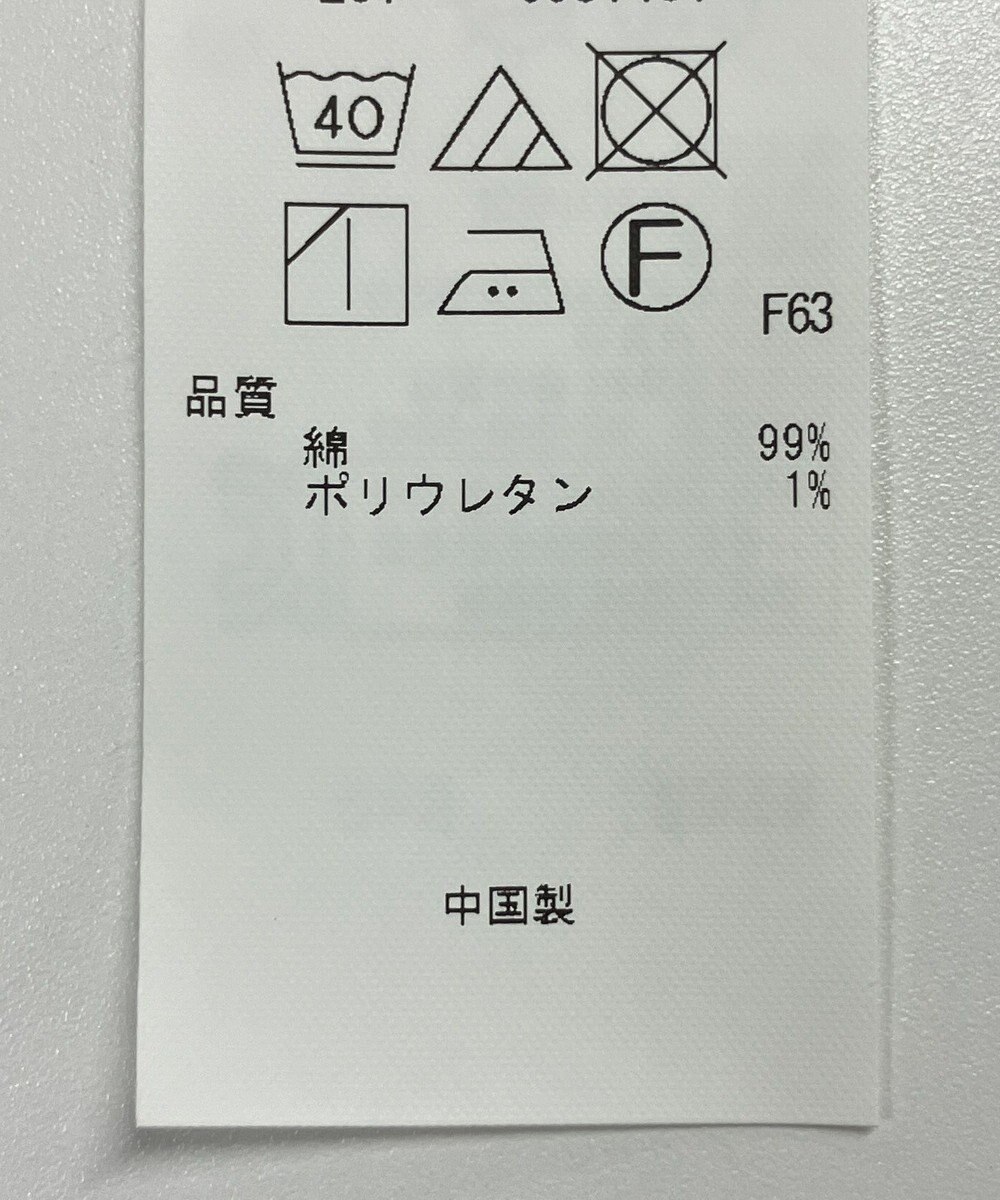 40
F
F63
品質
綿 99%
ポリウレタン 1%
中国製